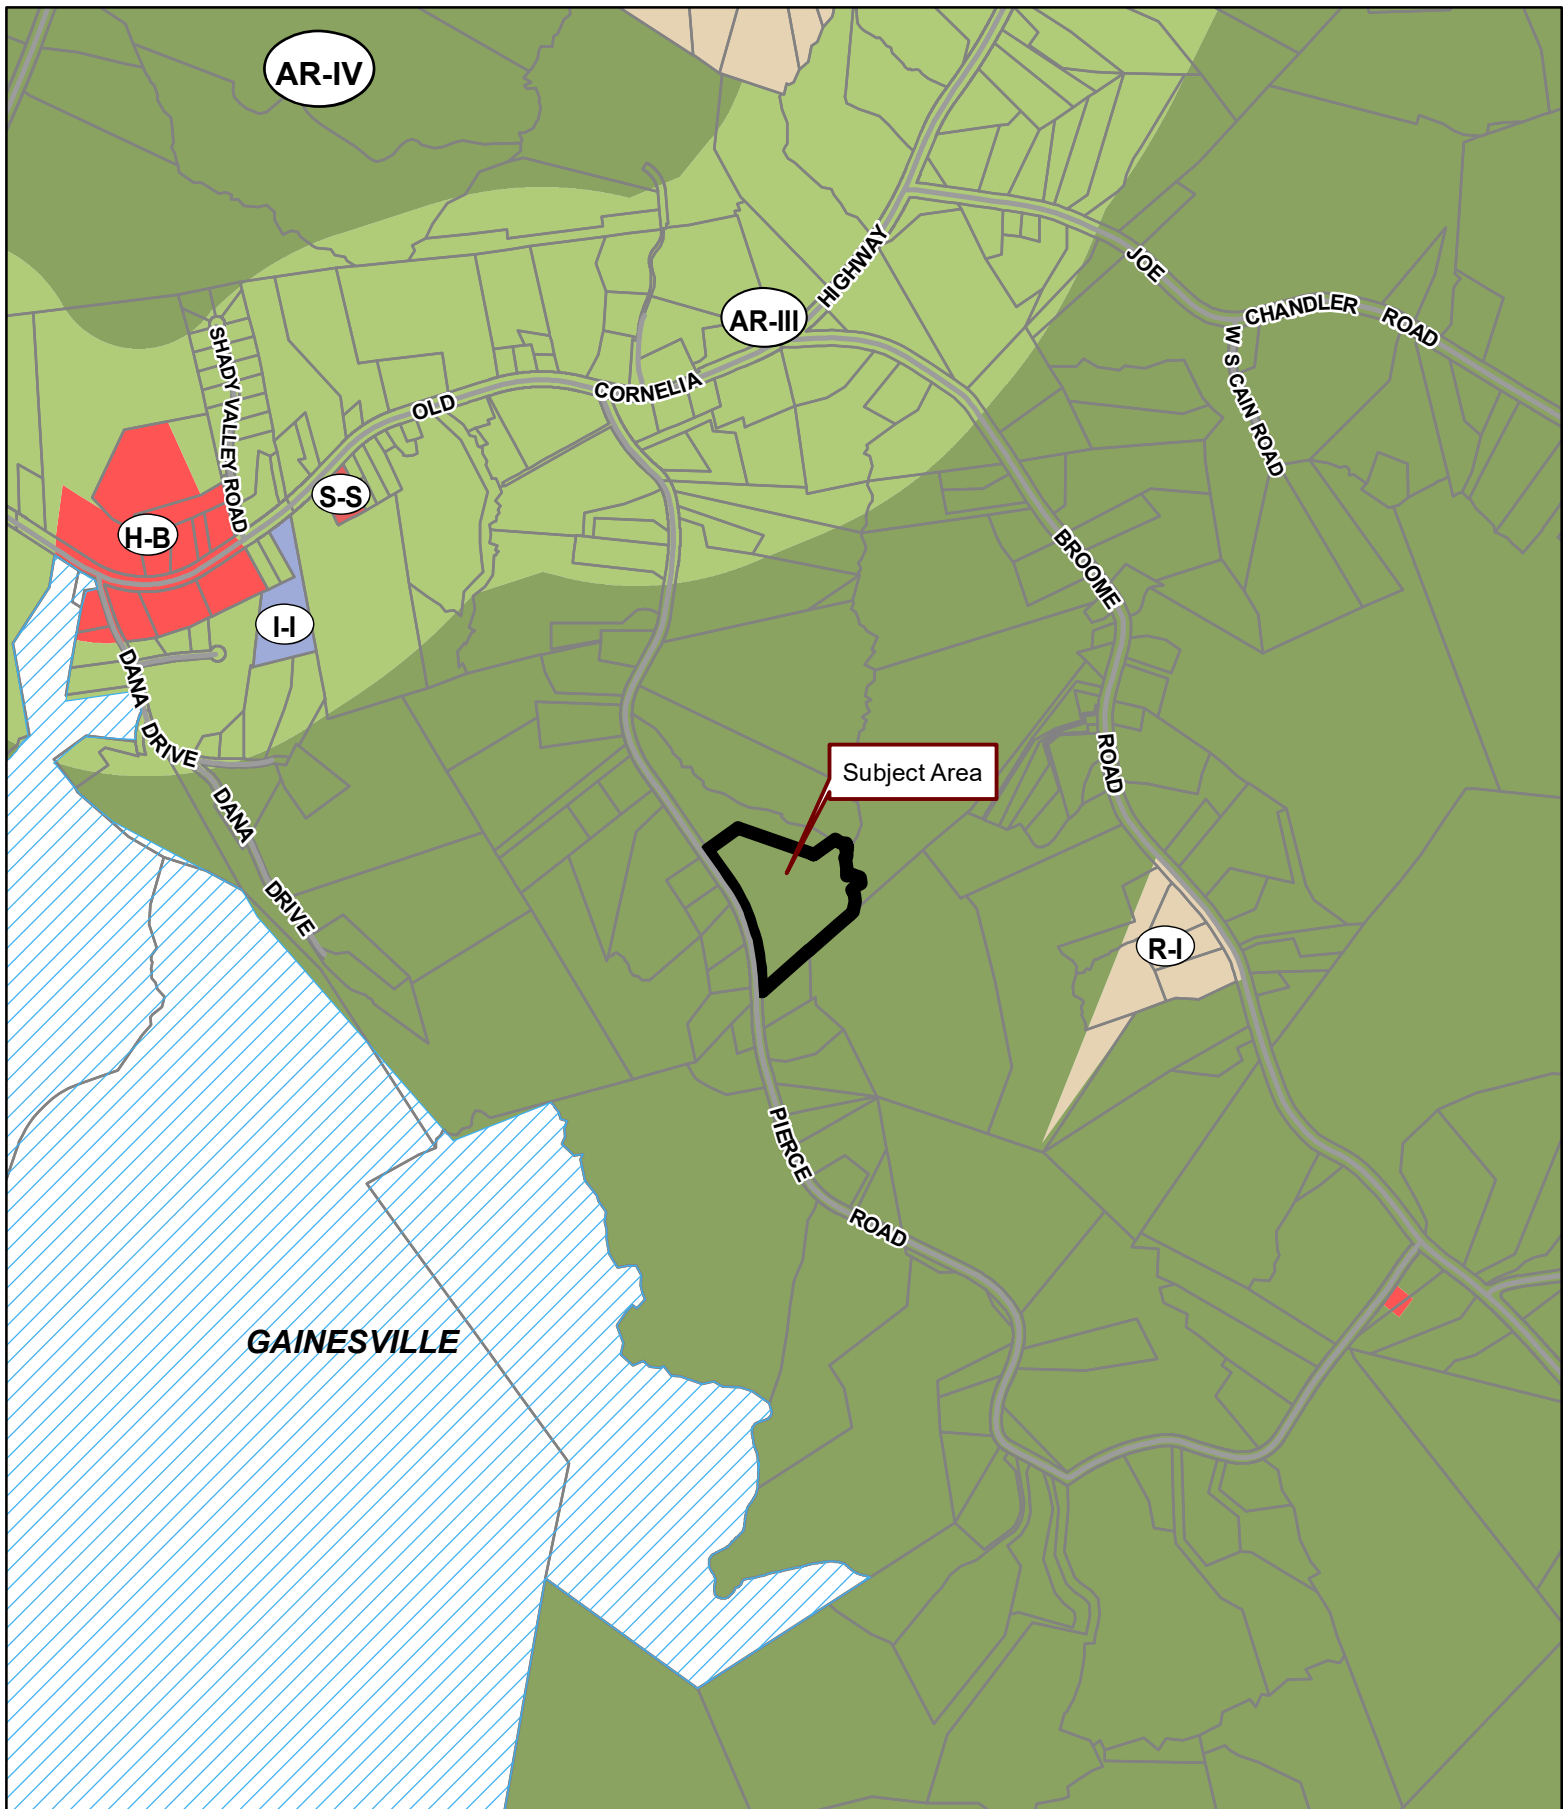 AR-IV
HIGHWAY
JOE
CHANDLER
ROAD
AR-III
W S CAIN ROAD
SHADY VALLEY ROAD
CORNELIA
OLD
S-S
H-B
BROOME
I-I
DANA
DRIVE
ROAD
Subject Area
DANA
DRIVE
R-I
PIERCE
ROAD
GAINESVILLE